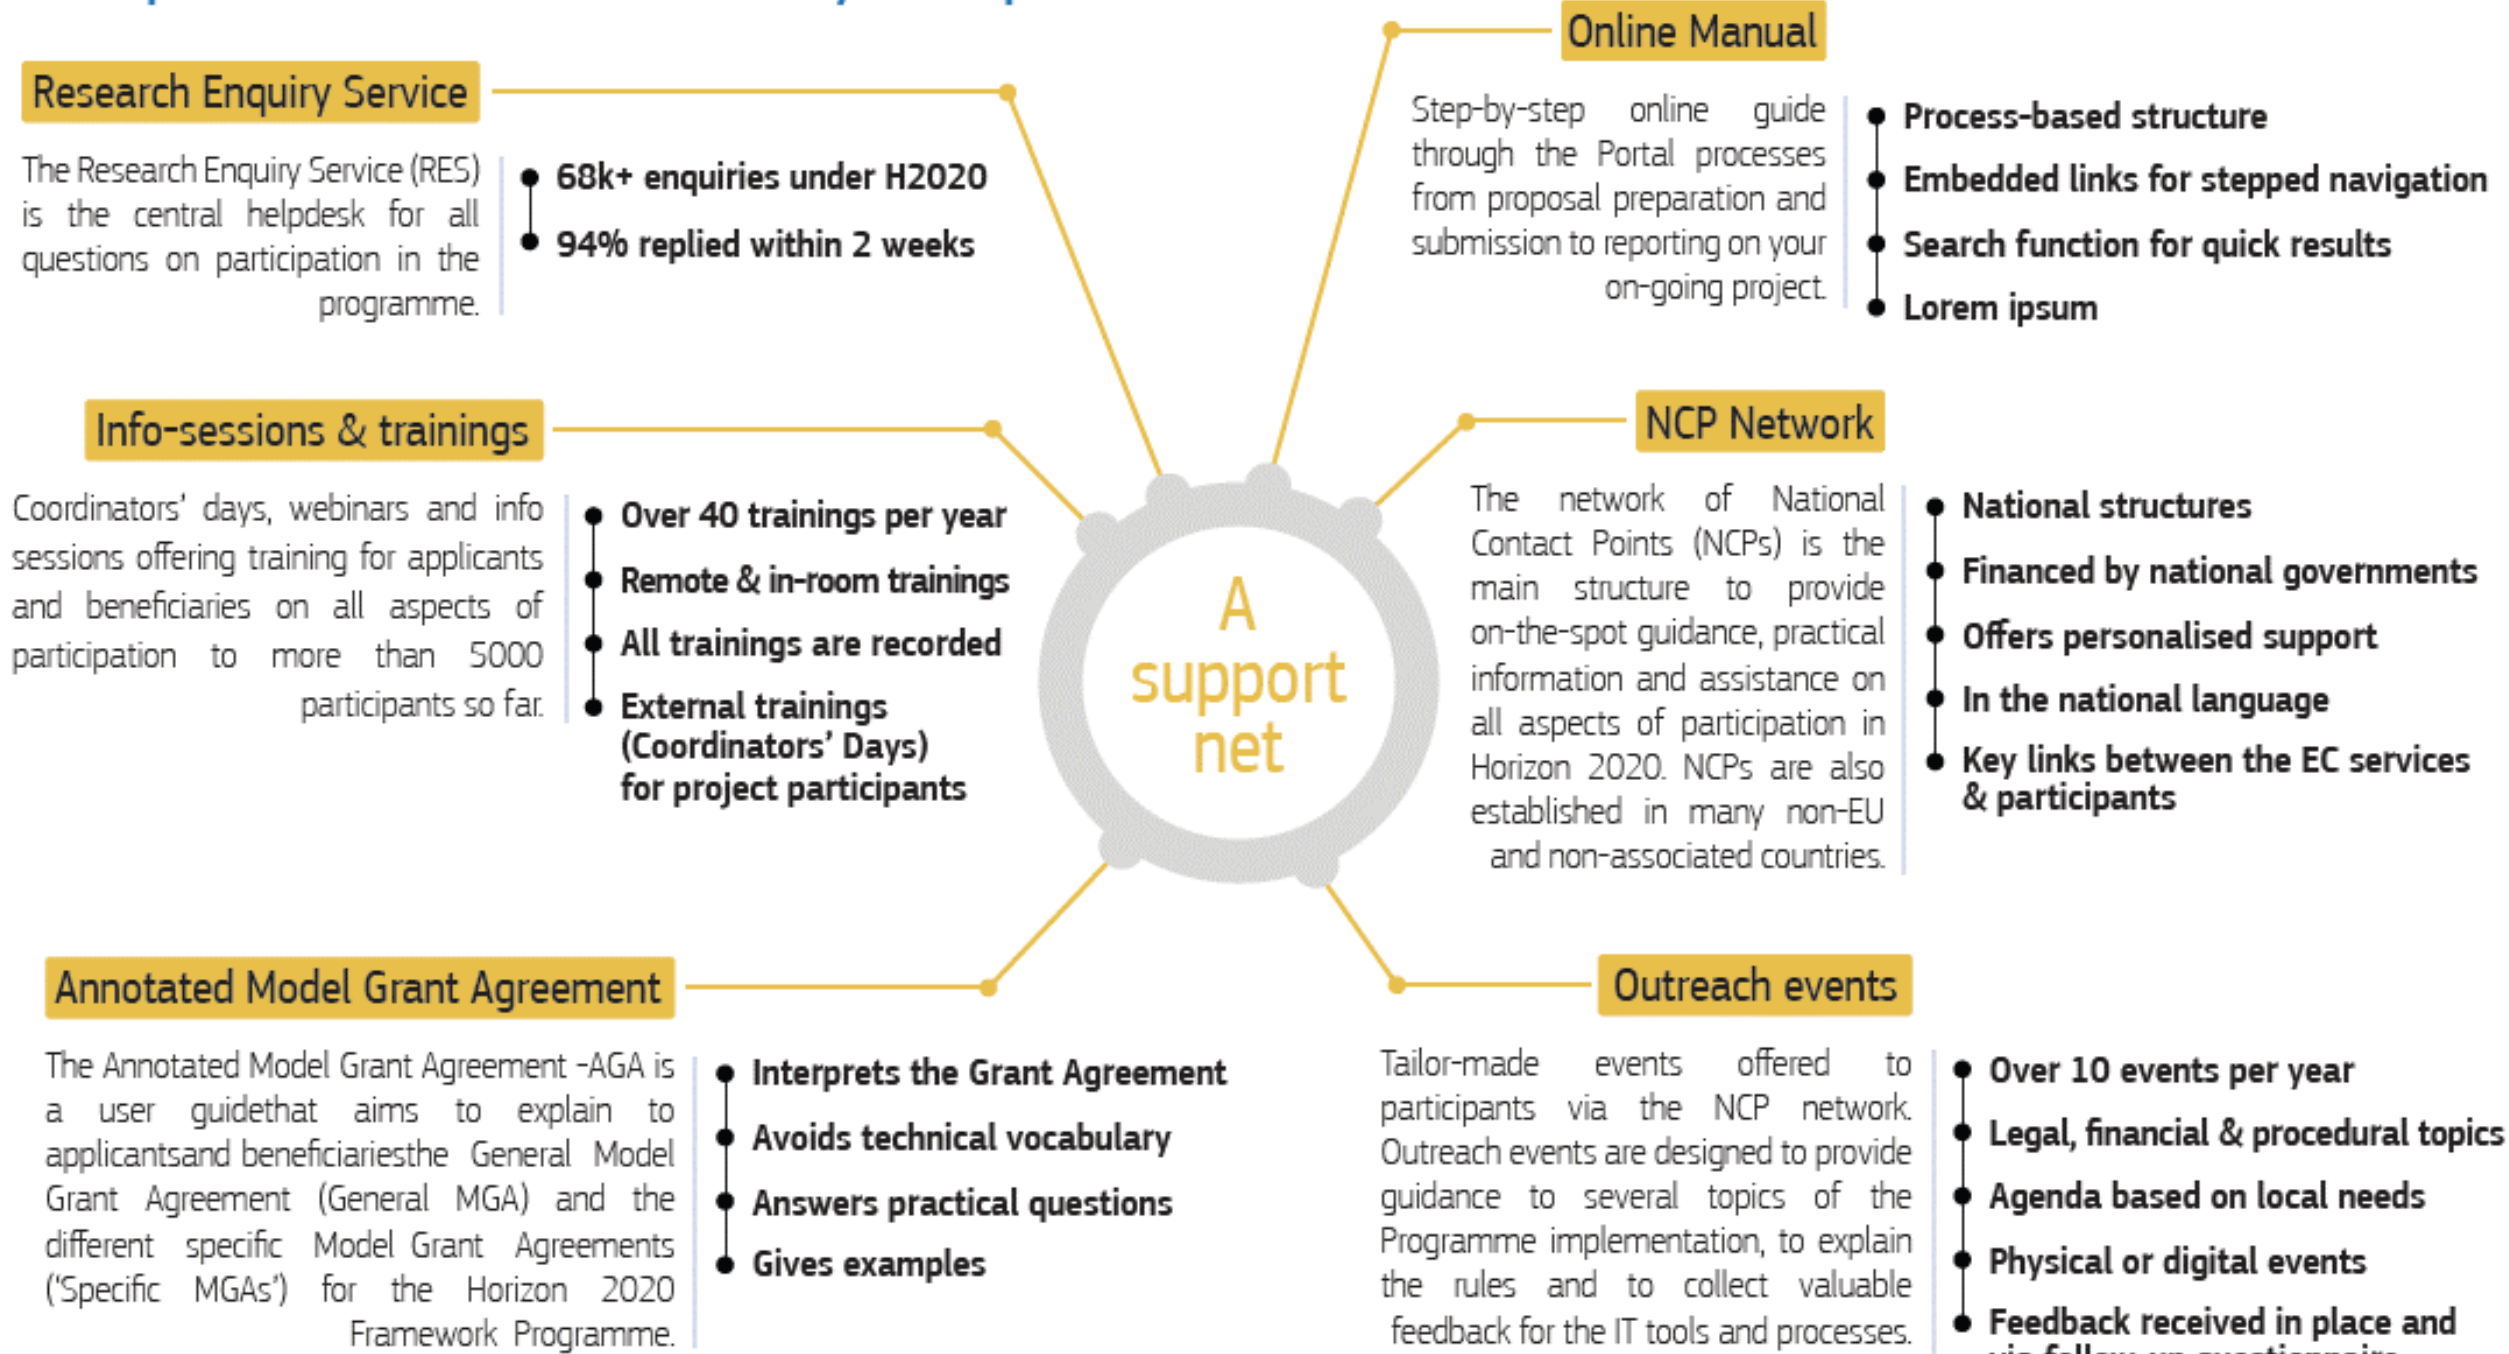 Research Enquiry Service
The Research Enquiry Service (RES)
is the central helpdesk for all
questions on participation in the
programme.
68k+ enquiries under H2020
94% replied within 2 weeks
Online Manual
Step-by-step online guide
through the Portal processes
from proposal preparation and
submission to reporting on your
on-going project.
Process-based structure
Embedded links for stepped navigation
Search function for quick results
Lorem ipsum
Info-sessions & trainings
Coordinators' days, webinars and info
sessions offering training for applicants
and beneficiaries on all aspects of
participation to more than 5000
participants so far.
Over 40 trainings per year
Remote & in-room trainings
All trainings are recorded
External trainings
(Coordinators' Days)
for project participants
A
support
net
NCP Network
The network of National
Contact Points (NCPs) is the
main structure to provide
on-the-spot guidance, practical
information and assistance on
all aspects of participation in
Horizon 2020. NCPs are also
established in many non-EU
and non-associated countries.
National structures
Financed by national governments
Offers personalised support
In the national language
Key links between the EC services
& participants
Annotated Model Grant Agreement
The Annotated Model Grant Agreement -AGA is
a user guidethat aims to explain to
applicantsand beneficiariesthe General Model
Grant Agreement (General MGA) and the
different specific Model Grant Agreements
('Specific MGAs') for the Horizon 2020
Framework Programme.
Interprets the Grant Agreement
Avoids technical vocabulary
Answers practical questions
Gives examples
Outreach events
Tailor-made events offered to
participants via the NCP network.
Outreach events are designed to provide
guidance to several topics of the
Programme implementation, to explain
the rules and to collect valuable
feedback for the IT tools and processes.
Over 10 events per year
Legal, financial & procedural topics
Agenda based on local needs
Physical or digital events
Feedback received in place and